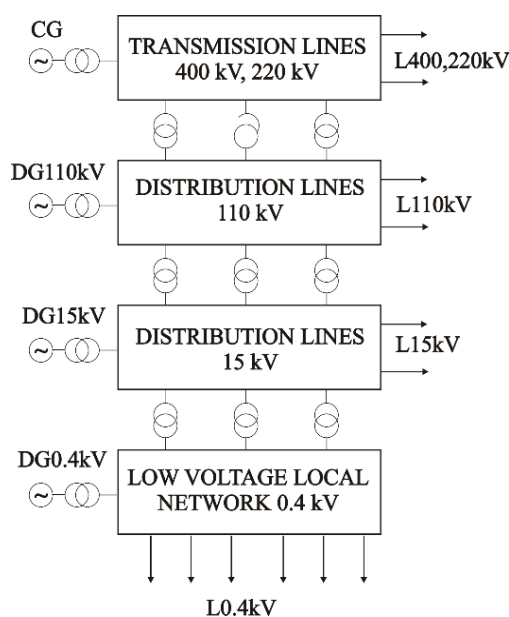 CG
TRANSMISSION LINES
400 kV, 220 kV
L400,220kV
DG110kV
DISTRIBUTION LINES
110 kV
L110kV
DG15kV
DISTRIBUTION LINES
15 kV
L15kV
DG0.4kV
LOW VOLTAGE LOCAL
NETWORK 0.4 kV
L0.4kV